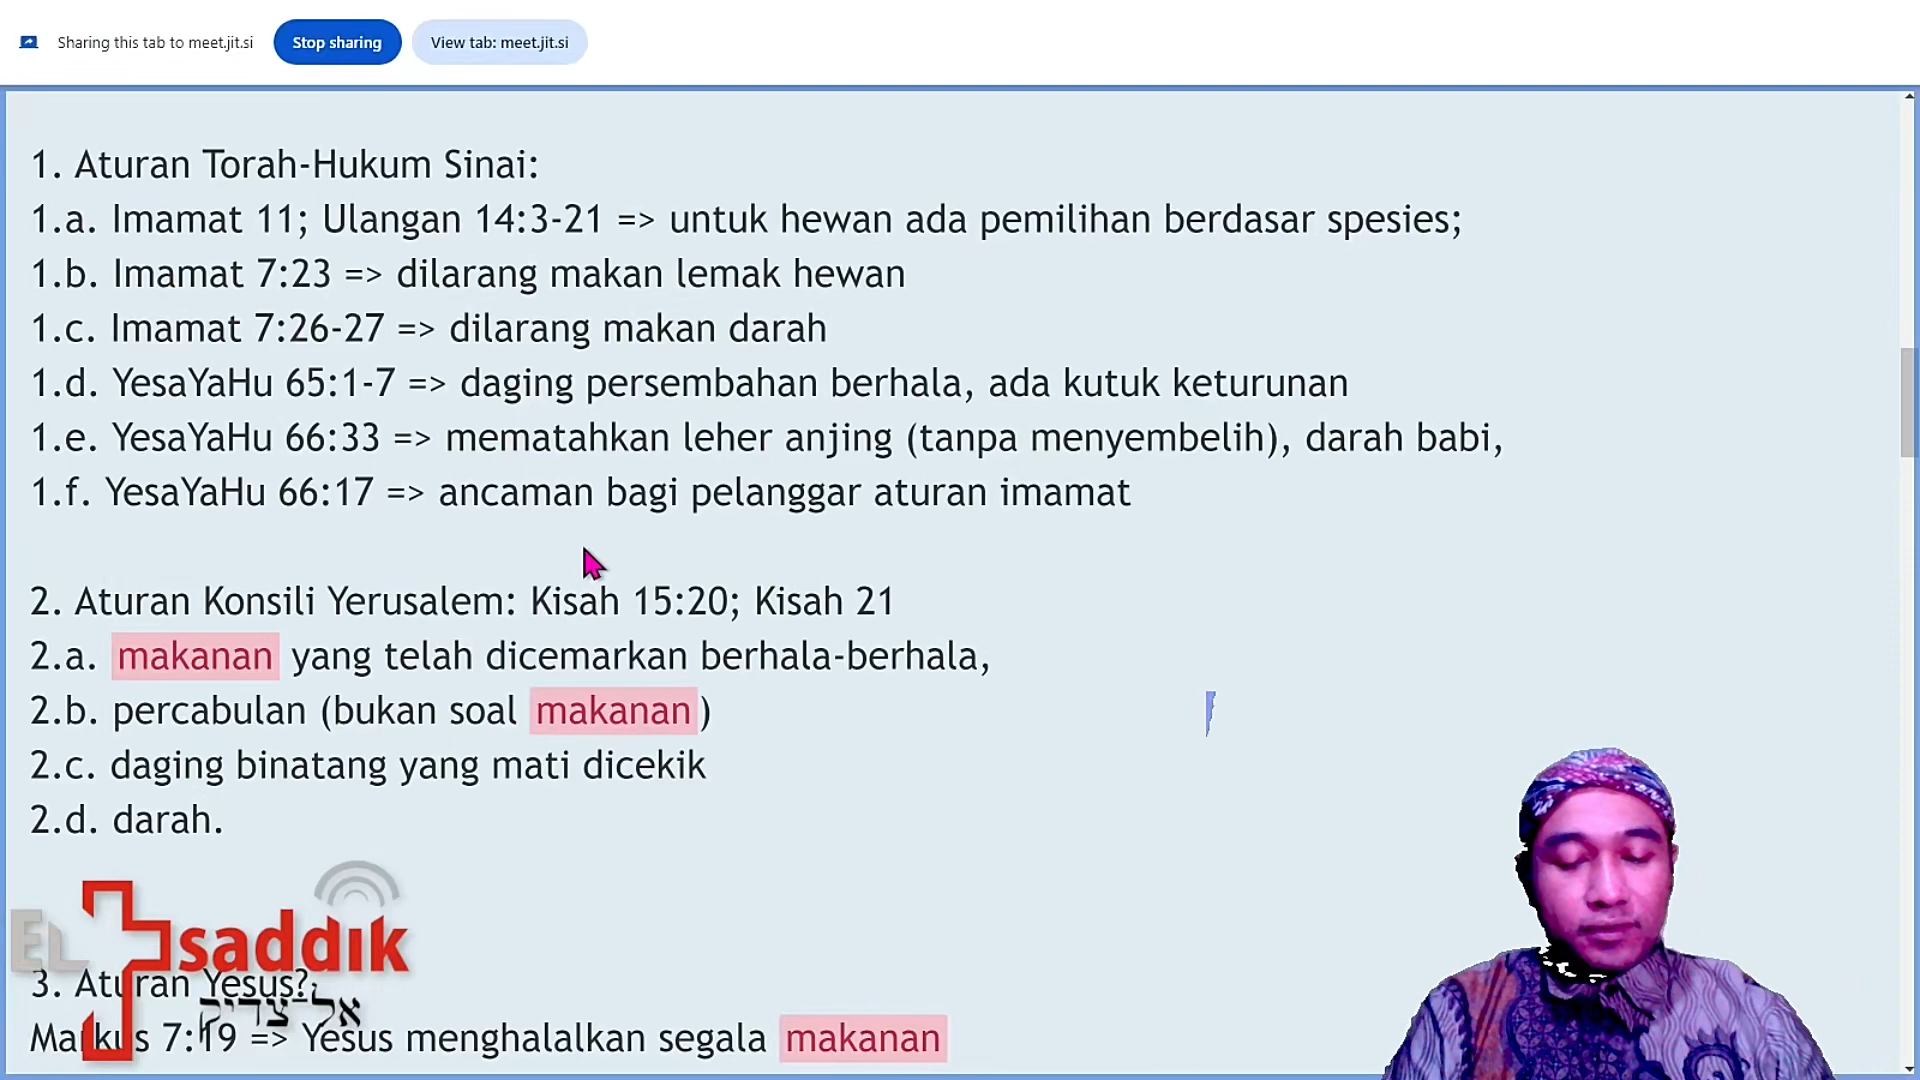 Sharing this tab to meet.jit.si
Stop sharing
View tab: meet.jit.si
1. Aturan Torah-Hukum Sinai:
1.a. Imamat 11; Ulangan 14:3-21 => untuk hewan ada pemilihan berdasar spesies;
1.b. Imamat 7:23 => dilarang makan lemak hewan
1.c. Imamat 7:26-27 => dilarang makan darah
1.d. YesaYaHu 65:1-7 => daging persembahan berhala, ada kutuk keturunan
1.e. YesaYaHu 66:33 => mematahkan leher anjing (tanpa menyembelih), darah babi,
1.f. YesaYaHu 66:17 => ancaman bagi pelanggar aturan imamat
2. Aturan Konsili Yerusalem: Kisah 15:20; Kisah 21
2.a. makanan yang telah dicemarkan berhala-berhala,
2.b. percabulan (bukan soal makanan)
2.c. daging binatang yang mati dicekik
2.d. darah.
EL saddik
3. Aturan Yesus?
אל־צדיק
Markus 7:19 => Yesus menghalalkan segala makanan